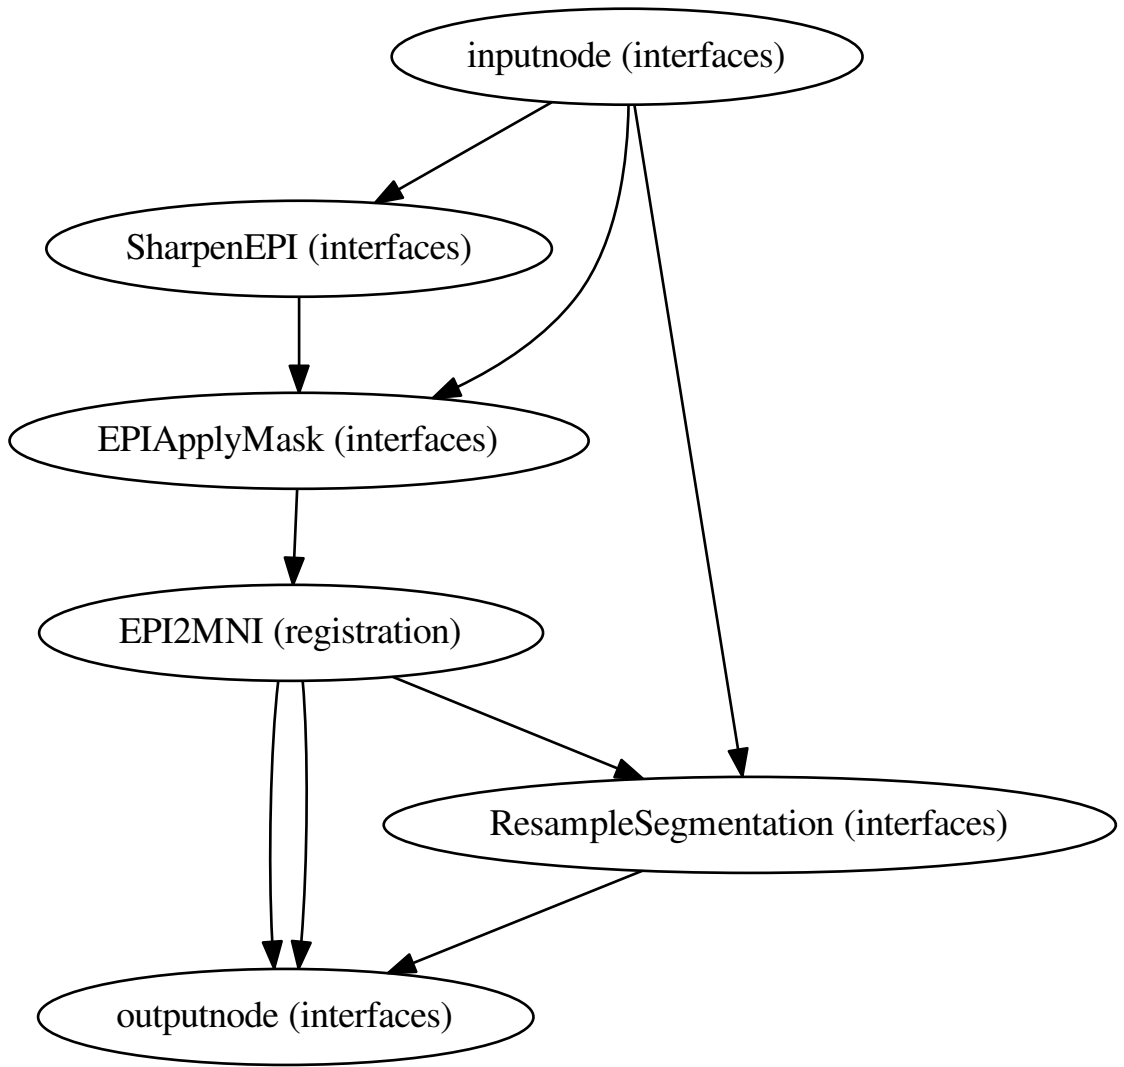 inputnode (interfaces)
SharpenEPI (interfaces)
EPIApplyMask (interfaces)
EPI2MNI (registration)
ResampleSegmentation (interfaces)
outputnode (interfaces)